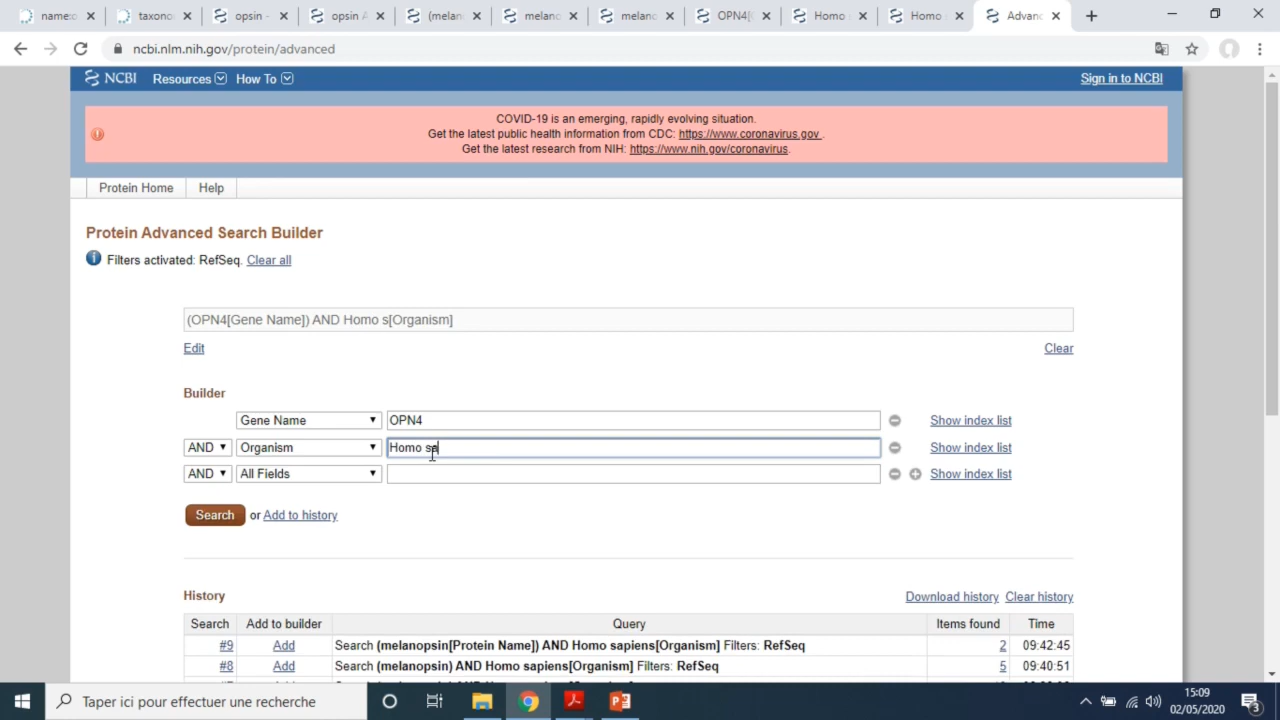 name:o
taxono
opsin -
opsin A
(melan
melano
melano
OPN4[
Homo s
Homo
Advan
ncbi.nlm.nih.gov/protein/advanced
NCBI Resources How To Sign in to NCBI
COVID-19 is an emerging, rapidly evolving situation.
Get the latest public health information from CDC: https://www.coronavirus.gov .
Get the latest research from NIH: https://www.nih.gov/coronavirus.
Protein Home Help
Protein Advanced Search Builder
Filters activated: RefSeq. Clear all
(OPN4[Gene Name]) AND Homo s[Organism]
Edit Clear
Builder
Gene Name OPN4 Show index list
AND Organism Homo sa Show index list
AND All Fields Show index list
Search or Add to history
History Download history Clear history
Search Add to builder Query Items found Time
#9 Add Search (melanopsin[Protein Name]) AND Homo sapiens[Organism] Filters: RefSeq 2 09:42:45
#8 Add Search (melanopsin) AND Homo sapiens[Organism] Filters: RefSeq 5 09:40:51
Taper ici pour effectuer une recherche
15:09
02/05/2020
3